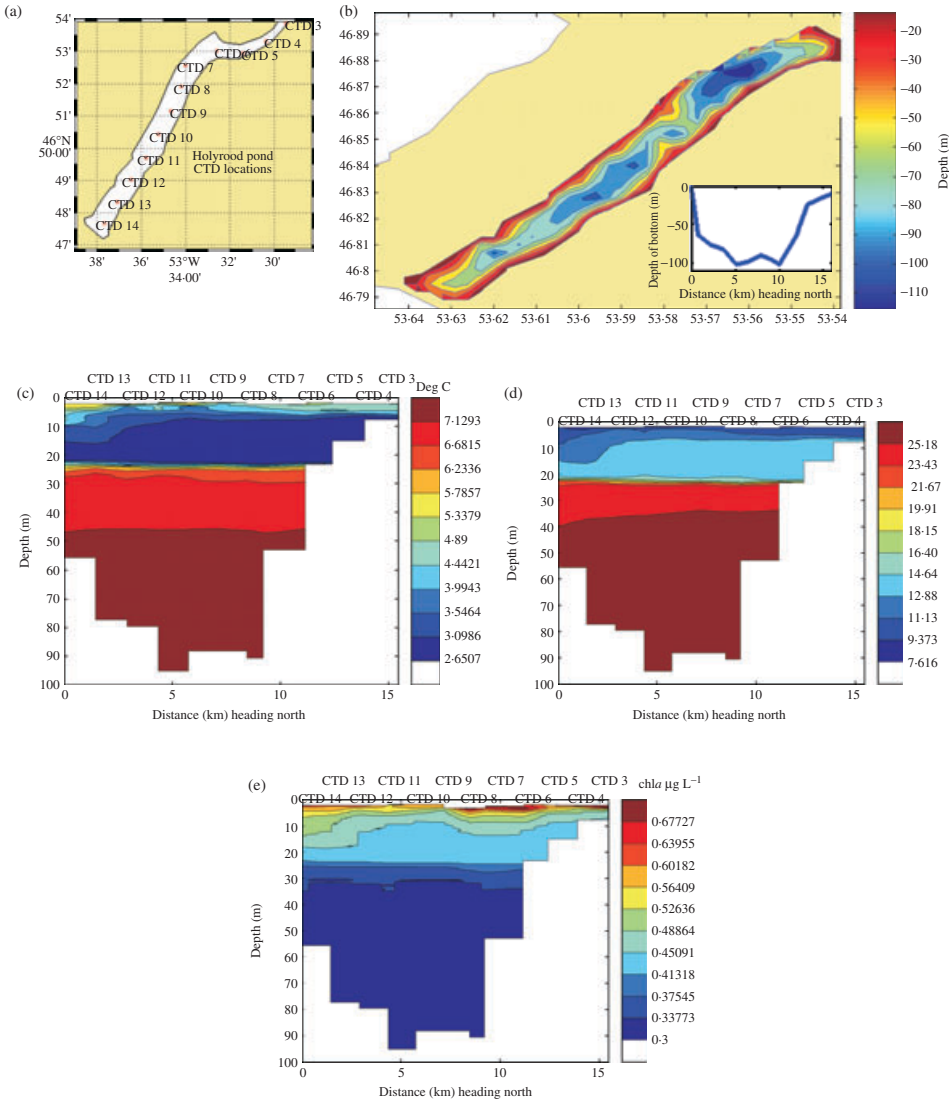 (a)
54'
53'
52'
51'
46°N
50·00'
49'
48'
47'
CTD 3
CTD 4
CTD 6
CTD 5
CTD 7
CTD 8
CTD 9
CTD 10
CTD 11
CTD 12
CTD 13
CTD 14
Holyrood pond
CTD locations
38'
36'
53°W
34·00'
32'
30'
(b)
46·89
46·88
46·87
46·86
46·85
46·84
46·83
46·82
46·81
46·8
46·79
53·64
53·63
53·62
53·61
53·6
53·59
53·58
53·57
53·56
53·55
53·54
Depth of bottom (m)
0
−50
−100
0
5
10
15
Distance (km) heading north
−20
−30
−40
−50
−60
−70
−80
−90
−100
−110
Depth (m)
(c)
CTD 13
CTD 11
CTD 9
CTD 7
CTD 5
CTD 3
CTD 14
CTD 12
CTD 10
CTD 8
CTD 6
CTD 4
Depth (m)
0
10
20
30
40
50
60
70
80
90
100
0
5
10
15
Distance (km) heading north
Deg C
7·1293
6·6815
6·2336
5·7857
5·3379
4·89
4·4421
3·9943
3·5464
3·0986
2·6507
(d)
CTD 13
CTD 11
CTD 9
CTD 7
CTD 5
CTD 3
CTD 14
CTD 12
CTD 10
CTD 8
CTD 6
CTD 4
Depth (m)
0
10
20
30
40
50
60
70
80
90
100
0
5
10
15
Distance (km) heading north
25·18
23·43
21·67
19·91
18·15
16·40
14·64
12·88
11·13
9·373
7·616
(e)
CTD 13
CTD 11
CTD 9
CTD 7
CTD 5
CTD 3
CTD 14
CTD 12
CTD 10
CTD 8
CTD 6
CTD 4
Depth (m)
0
10
20
30
40
50
60
70
80
90
100
0
5
10
15
Distance (km) heading north
chla µg L⁻¹
0·67727
0·63955
0·60182
0·56409
0·52636
0·48864
0·45091
0·41318
0·37545
0·33773
0·3